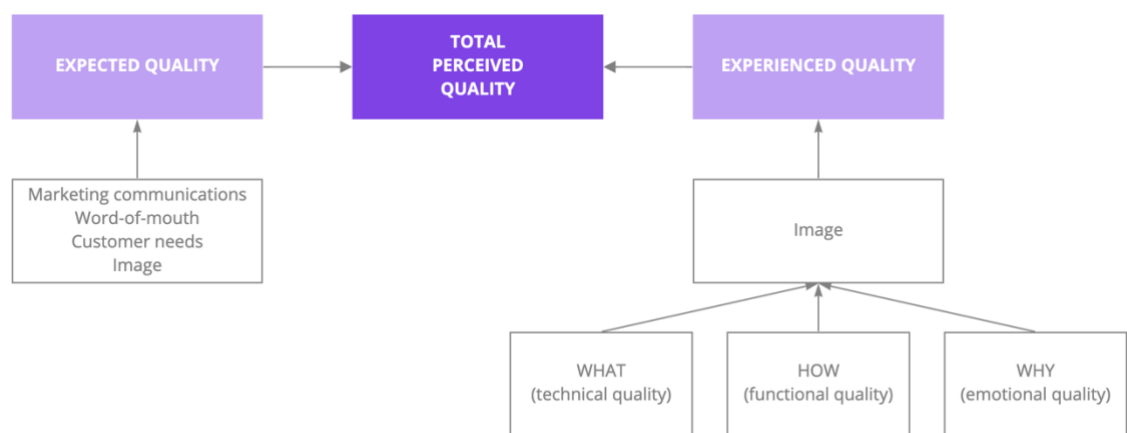 EXPECTED QUALITY
TOTAL
PERCEIVED
QUALITY
EXPERIENCED QUALITY
Marketing communications
Word-of-mouth
Customer needs
Image
Image
WHAT
(technical quality)
HOW
(functional quality)
WHY
(emotional quality)